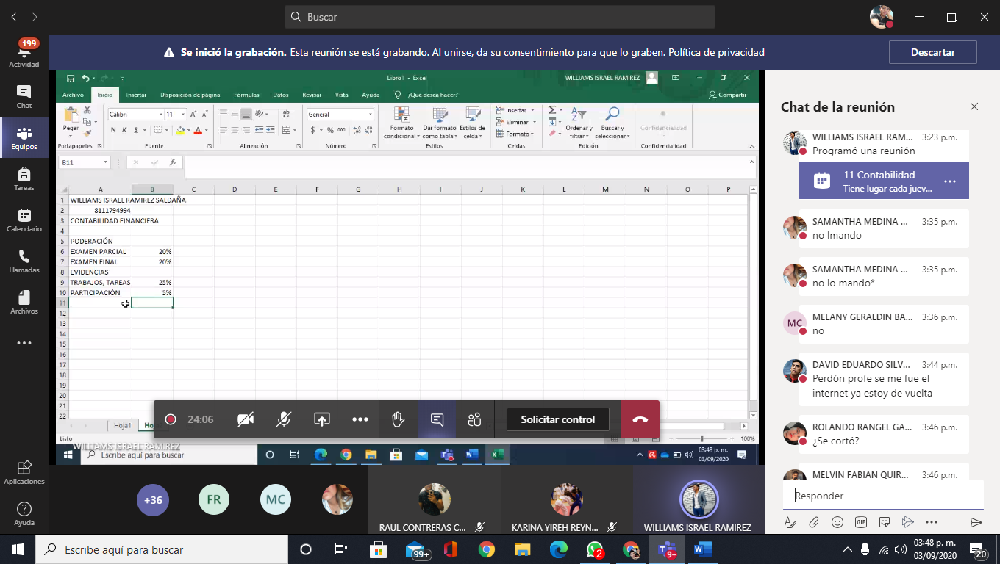 Buscar
199
Actividad
Chat
Equipos
Tareas
Calendario
Llamadas
Archivos
Aplicaciones
Ayuda
Se inició la grabación. Esta reunión se está grabando. Al unirse, da su consentimiento para que lo graben. Política de privacidad
Descartar
Libro1 - Excel
WILLIAMS ISRAEL RAMIREZ
Archivo Inicio Insertar Disposición de página Fórmulas Datos Revisar Vista Ayuda ¿Qué desea hacer? Compartir
Pegar
Calibri 11
N K S
General
$ % 000
Formato condicional
Dar formato como tabla
Estilos de celda
Insertar
Eliminar
Formato
Ordenar y filtrar
Buscar y seleccionar
Confidencialidad
Portapapeles Fuente Alineación Número Estilos Celdas Edición Confidencialidad
B11 fx
A B C D E F G H I J K L M N O P
1 WILLIAMS ISRAEL RAMIREZ SALDAÑA
2 8111794994
3 CONTABILIDAD FINANCIERA
4
5 PODERACIÓN
6 EXAMEN PARCIAL 20%
7 EXAMEN FINAL 20%
8 EVIDENCIAS
9 TRABAJOS, TAREAS 25%
10 PARTICIPACIÓN 5%
11
12
13
14
15
16
17
18
19
20
21
22
Hoja1
Listo
100%
24:06
Solicitar control
WILLIAMS ISRAEL RAMIREZ
Escribe aquí para buscar
03:48 p. m.
03/09/2020
+36
FR
MC
RAUL CONTRERAS C...
KARINA YIREH REYN...
WILLIAMS ISRAEL RAMIREZ
Chat de la reunión
WILLIAMS ISRAEL RAM... 3:23 p.m.
Programó una reunión
11 Contabilidad
Tiene lugar cada juev...
SAMANTHA MEDINA ... 3:35 p.m.
no lmando
SAMANTHA MEDINA ... 3:35 p.m.
no lo mando*
MC
MELANY GERALDIN BA... 3:36 p.m.
no
DAVID EDUARDO SILV... 3:44 p.m.
Perdón profe se me fue el
internet ya estoy de vuelta
ROLANDO RANGEL GA... 3:46 p.m.
¿Se cortó?
MELVIN FABIAN QUIR... 3:46 p.m.
Responder
GIF
Escribe aquí para buscar
99+
2
9+
03:48 p. m.
03/09/2020
20